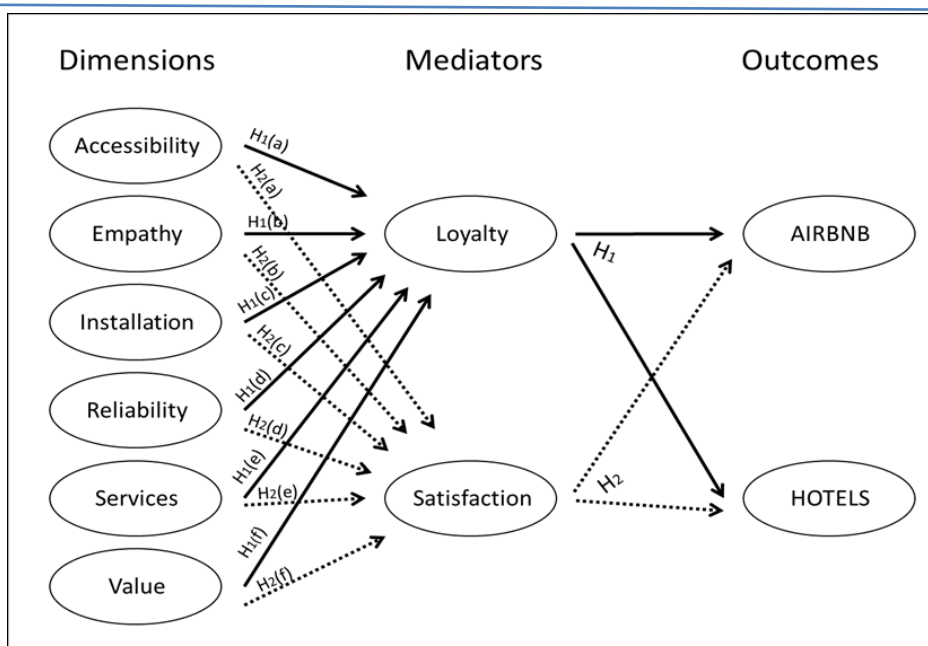 Dimensions
Mediators
Outcomes
Accessibility
Empathy
Installation
Reliability
Services
Value
H1(a)
H2(a)
H1(b)
H2(b)
H1(c)
H2(c)
H1(d)
H2(d)
H1(e)
H2(e)
H1(f)
H2(f)
Loyalty
Satisfaction
H1
H2
AIRBNB
HOTELS